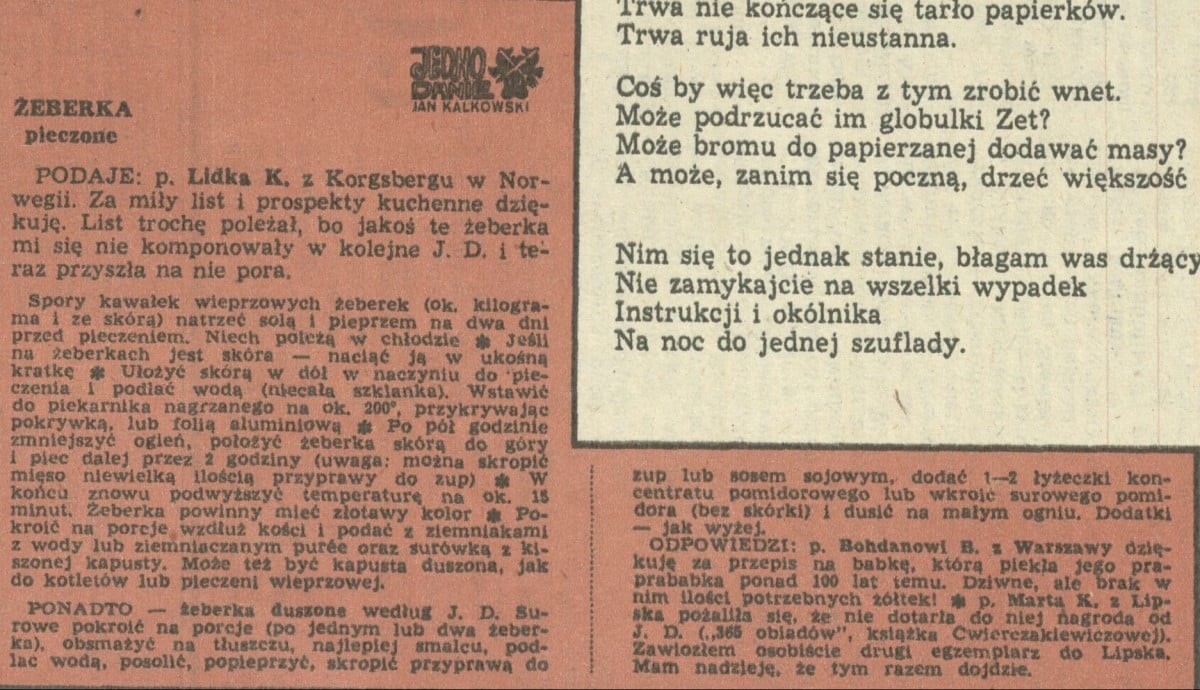 JEDNO
DANIE
JAN KALKOWSKI
ŻEBERKA
pieczone
PODAJE: p. Lidka K. z Korgsbergu w Nor-
wegii. Za miły list i prospekty kuchenne dzię-
kuję. List trochę poleżał, bo jakoś te żeberka
mi się nie komponowały w kolejne J. D. i te-
raz przyszła na nie pora.
Spory kawałek wieprzowych żeberek (ok. kilogra-
ma i ze skórą) natrzeć solą i pieprzem na dwa dni
przed pieczeniem. Niech poleżą w chłodzie ✱ Jeśli
na żeberkach jest skóra — naciąć ją w ukośną
kratkę ✱ Ułożyć skórą w dół w naczyniu do pie-
czenia i podlać wodą (niecała szklanka). Wstawić
do piekarnika nagrzanego na ok. 200°, przykrywając
pokrywką, lub folią aluminiową ✱ Po pół godzinie
zmniejszyć ogień, położyć żeberka skórą do góry
i piec dalej przez 2 godziny (uwaga: można skropić
mięso niewielką ilością przyprawy do zup) ✱ W
końcu znowu podwyższyć temperaturę na ok. 15
minut. Żeberka powinny mieć złotawy kolor ✱ Po-
kroić na porcje wzdłuż kości i podać z ziemniakami
z wody lub ziemniaczanym purée oraz surówką z ki-
szonej kapusty. Może też być kapusta duszona, jak
do kotletów lub pieczeni wieprzowej.
PONADTO — żeberka duszone według J. D. Su-
rowe pokroić na porcje (po jednym lub dwa żeber-
ka), obsmażyć na tłuszczu, najlepiej smalcu, pod-
lać wodą, posolić, popieprzyć, skropić przyprawą do
zup lub sosem sojowym, dodać 1—2 łyżeczki kon-
centratu pomidorowego lub wkroić surowego pomi-
dora (bez skórki) i dusić na małym ogniu. Dodatki
— jak wyżej.
ODPOWIEDZI: p. Bohdanowi B. z Warszawy dzię-
kuję za przepis na babkę, którą piekła jego pra-
prababka ponad 100 lat temu. Dziwne, ale brak w
nim ilości potrzebnych żółtek! ✱ p. Marta K. z Lip-
ska pożaliła się, że nie dotarła do niej nagroda od
J. D. („365 obiadów", książka Ćwierczakiewiczowej).
Zawiozłem osobiście drugi egzemplarz do Lipska.
Mam nadzieję, że tym razem dojdzie.
Trwa nie kończące się tarło papierków.
Trwa ruja ich nieustanna.
Coś by więc trzeba z tym zrobić wnet.
Może podrzucać im globulki Zet?
Może bromu do papierzanej dodawać masy?
A może, zanim się poczną, drzeć większość
Nim się to jednak stanie, błagam was drżący
Nie zamykajcie na wszelki wypadek
Instrukcji i okólnika
Na noc do jednej szuflady.